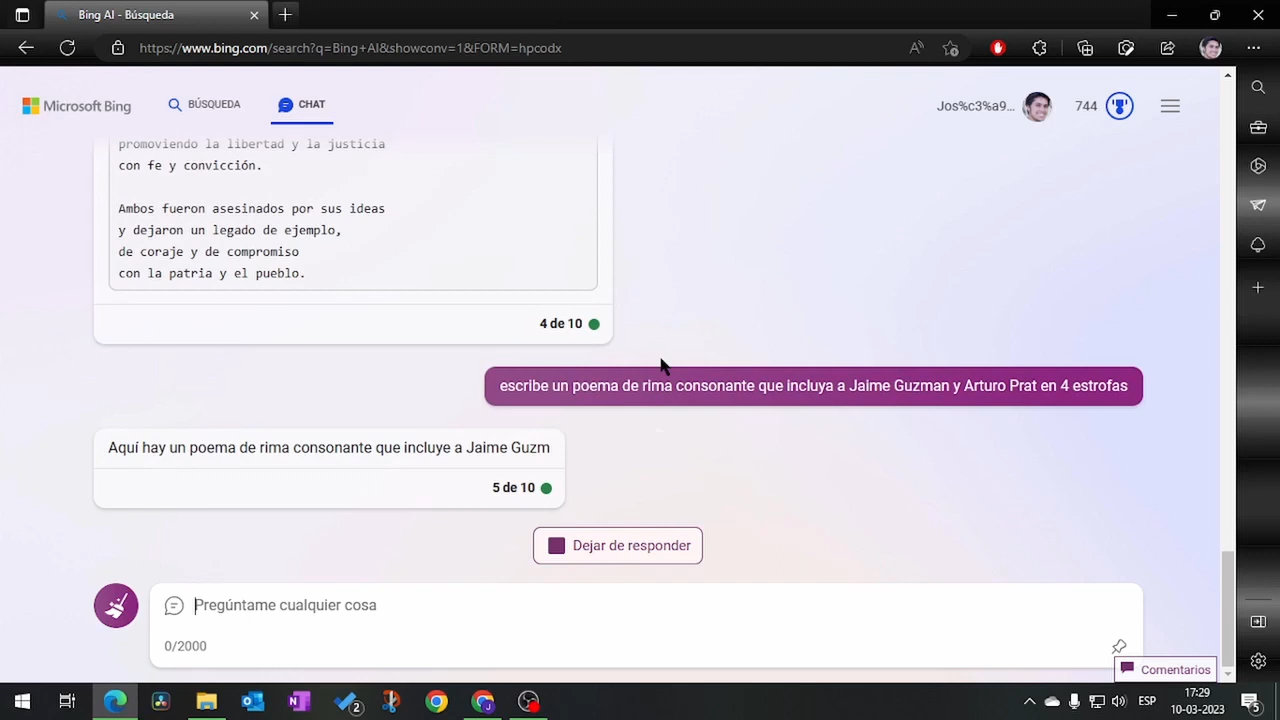 Bing AI - Búsqueda
https://www.bing.com/search?q=Bing+AI&showconv=1&FORM=hpcodx
Microsoft Bing
BÚSQUEDA
CHAT
Jos%c3%a9...
744
promoviendo la libertad y la justicia
con fe y convicción.
Ambos fueron asesinados por sus ideas
y dejaron un legado de ejemplo,
de coraje y de compromiso
con la patria y el pueblo.
4 de 10
escribe un poema de rima consonante que incluya a Jaime Guzman y Arturo Prat en 4 estrofas
Aquí hay un poema de rima consonante que incluye a Jaime Guzm
5 de 10
Dejar de responder
Pregúntame cualquier cosa
0/2000
Comentarios
2
ESP
17:29
10-03-2023
5